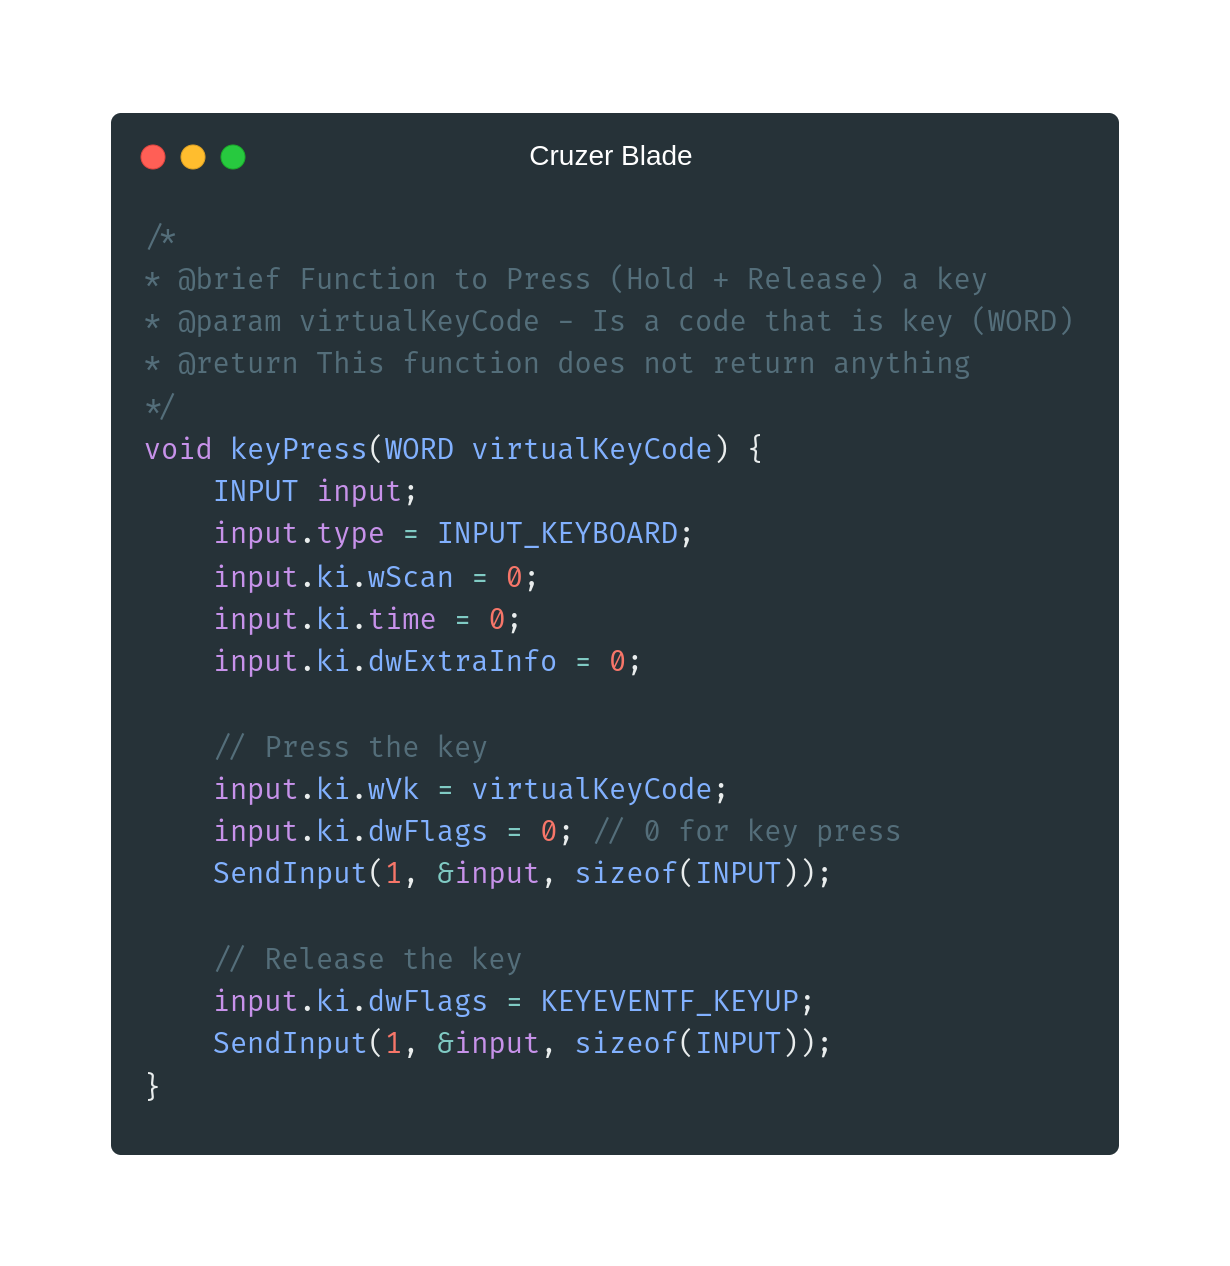 Cruzer Blade
/*
* @brief Function to Press (Hold + Release) a key
* @param virtualKeyCode - Is a code that is key (WORD)
* @return This function does not return anything
*/
void keyPress(WORD virtualKeyCode) {
    INPUT input;
    input.type = INPUT_KEYBOARD;
    input.ki.wScan = 0;
    input.ki.time = 0;
    input.ki.dwExtraInfo = 0;

    // Press the key
    input.ki.wVk = virtualKeyCode;
    input.ki.dwFlags = 0; // 0 for key press
    SendInput(1, &input, sizeof(INPUT));

    // Release the key
    input.ki.dwFlags = KEYEVENTF_KEYUP;
    SendInput(1, &input, sizeof(INPUT));
}